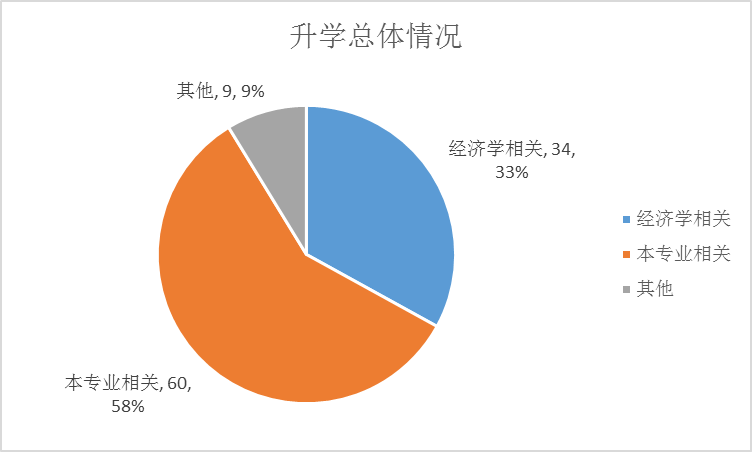 升学总体情况
其他, 9, 9%
经济学相关, 34,
33%
本专业相关, 60,
58%
经济学相关
本专业相关
其他